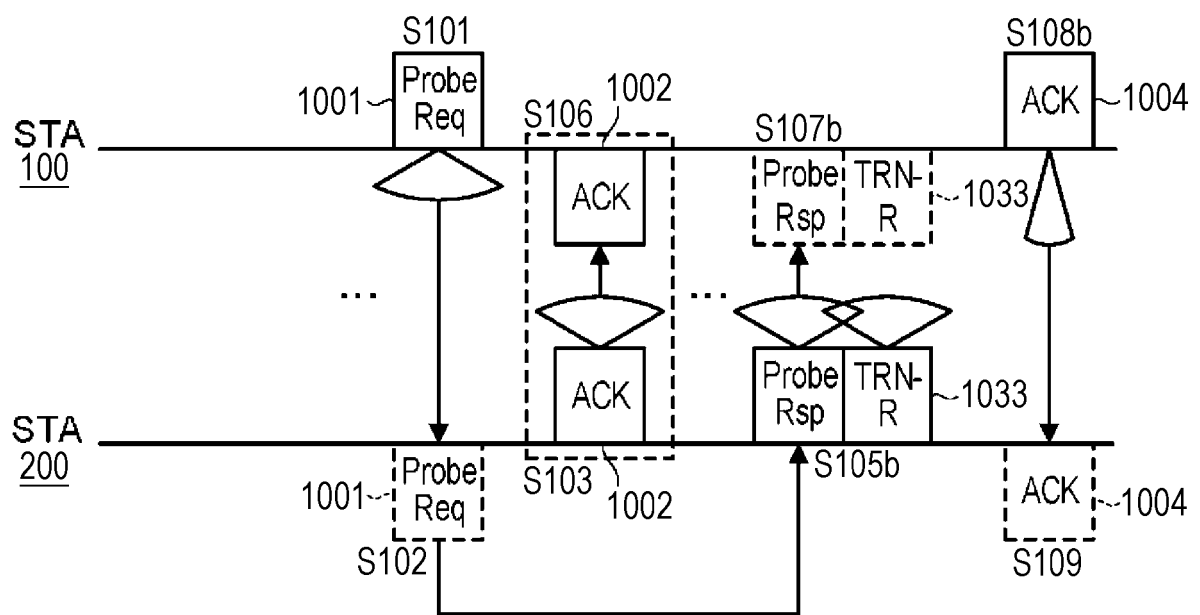 S101
1001
Probe
Req
STA
100
S106
1002
ACK
S107b
Probe
Rsp
TRN-
R
1033
S108b
ACK
1004
...
...
STA
200
ACK
S103
1002
Probe
Rsp
TRN-
R
1033
S105b
1001
Probe
Req
S102
ACK
1004
S109